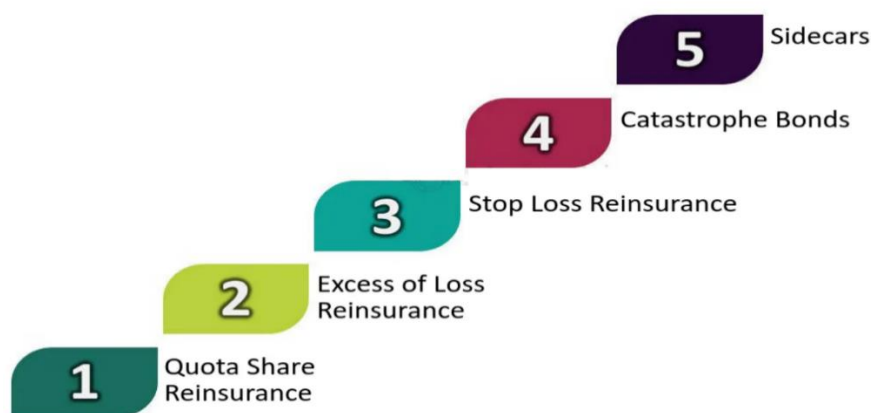 5
Sidecars
4
Catastrophe Bonds
3
Stop Loss Reinsurance
2
Excess of Loss
Reinsurance
1
Quota Share
Reinsurance